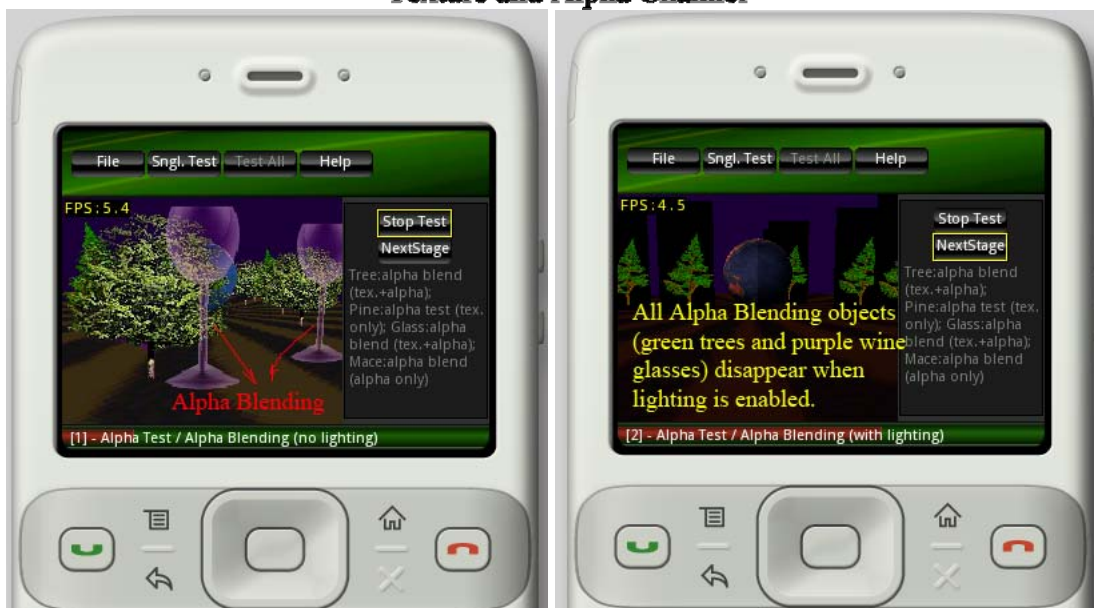 Texture and Alpha Channel
File Sngl. Test Test All Help
FPS:5.4
Stop Test
NextStage
Tree:alpha blend
(tex.+alpha);
Pine:alpha test (tex.
only); Glass:alpha
blend (tex.+alpha);
Mace:alpha blend
(alpha only)
Alpha Blending
[1] - Alpha Test / Alpha Blending (no lighting)
File Sngl. Test Test All Help
FPS:4.5
Stop Test
NextStage
Tree:alpha blend
(tex.+alpha);
Pine:alpha test (tex.
only); Glass:alpha
blend (tex.+alpha);
Mace:alpha blend
(alpha only)
All Alpha Blending objects
(green trees and purple wine
glasses) disappear when
lighting is enabled.
[2] - Alpha Test / Alpha Blending (with lighting)